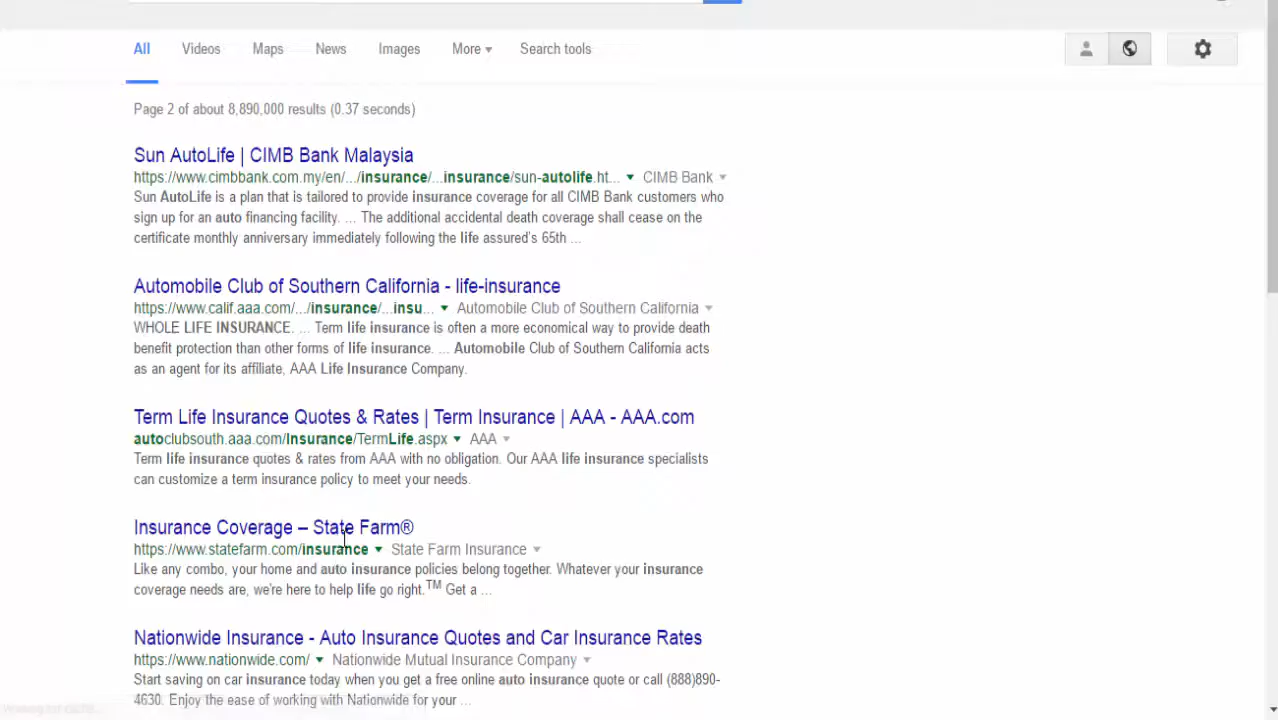 All Videos Maps News Images More Search tools
Page 2 of about 8,890,000 results (0.37 seconds)
Sun AutoLife | CIMB Bank Malaysia
https://www.cimbbank.com.my/en/.../insurance/...insurance/sun-autolife.ht... CIMB Bank
Sun AutoLife is a plan that is tailored to provide insurance coverage for all CIMB Bank customers who
sign up for an auto financing facility. ... The additional accidental death coverage shall cease on the
certificate monthly anniversary immediately following the life assured's 65th ...
Automobile Club of Southern California - life-insurance
https://www.calif.aaa.com/.../insurance/...insu... Automobile Club of Southern California
WHOLE LIFE INSURANCE. ... Term life insurance is often a more economical way to provide death
benefit protection than other forms of life insurance. ... Automobile Club of Southern California acts
as an agent for its affiliate, AAA Life Insurance Company.
Term Life Insurance Quotes & Rates | Term Insurance | AAA - AAA.com
autoclubsouth.aaa.com/Insurance/TermLife.aspx AAA
Term life insurance quotes & rates from AAA with no obligation. Our AAA life insurance specialists
can customize a term insurance policy to meet your needs.
Insurance Coverage – State Farm®
https://www.statefarm.com/insurance State Farm Insurance
Like any combo, your home and auto insurance policies belong together. Whatever your insurance
coverage needs are, we're here to help life go right.™ Get a ...
Nationwide Insurance - Auto Insurance Quotes and Car Insurance Rates
https://www.nationwide.com/ Nationwide Mutual Insurance Company
Start saving on car insurance today when you get a free online auto insurance quote or call (888)890-
4630. Enjoy the ease of working with Nationwide for your ...